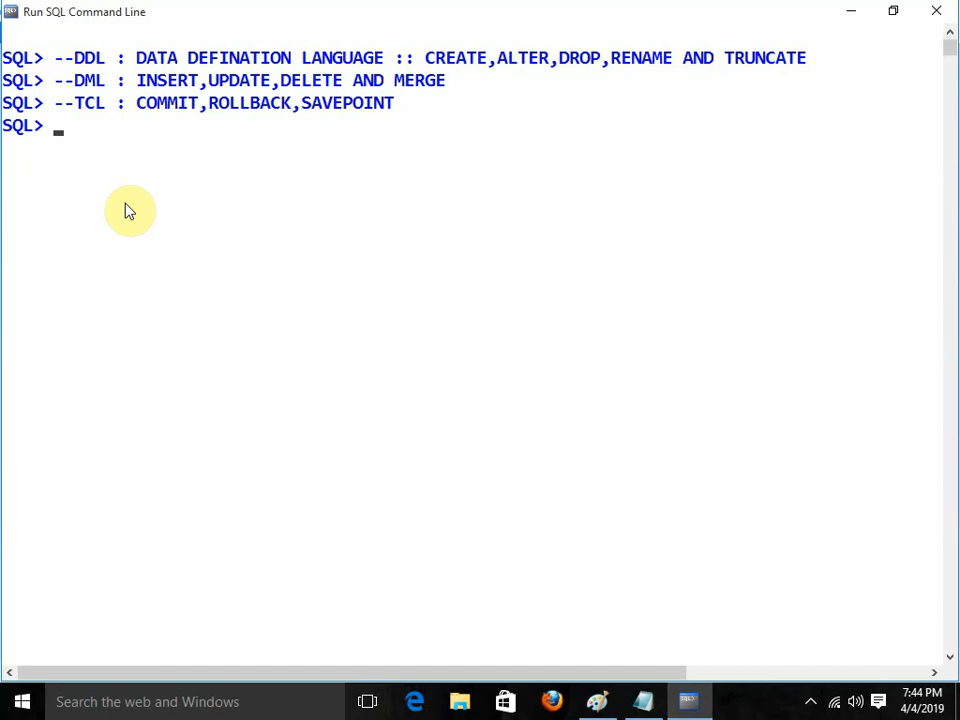 Run SQL Command Line
SQL> --DDL : DATA DEFINATION LANGUAGE :: CREATE,ALTER,DROP,RENAME AND TRUNCATE
SQL> --DML : INSERT,UPDATE,DELETE AND MERGE
SQL> --TCL : COMMIT,ROLLBACK,SAVEPOINT
SQL>
Search the web and Windows
7:44 PM
4/4/2019